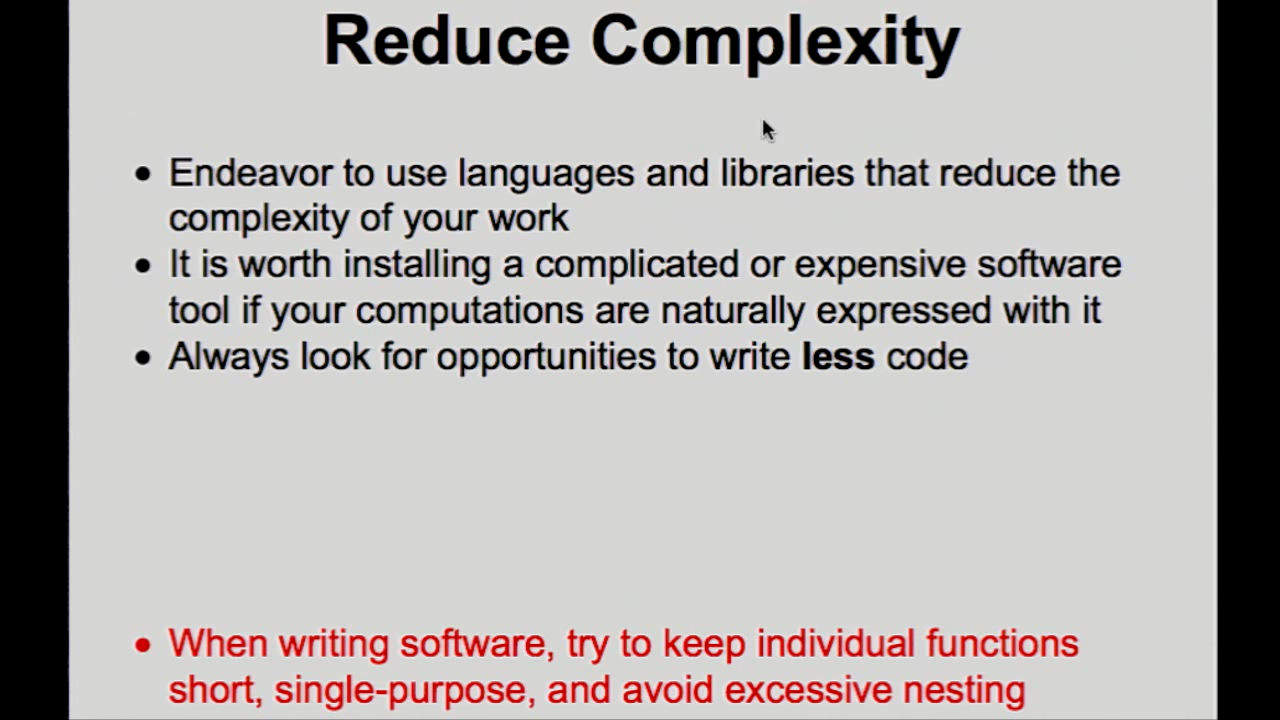 Reduce Complexity
• Endeavor to use languages and libraries that reduce the
complexity of your work
• It is worth installing a complicated or expensive software
tool if your computations are naturally expressed with it
• Always look for opportunities to write less code
• When writing software, try to keep individual functions
short, single-purpose, and avoid excessive nesting